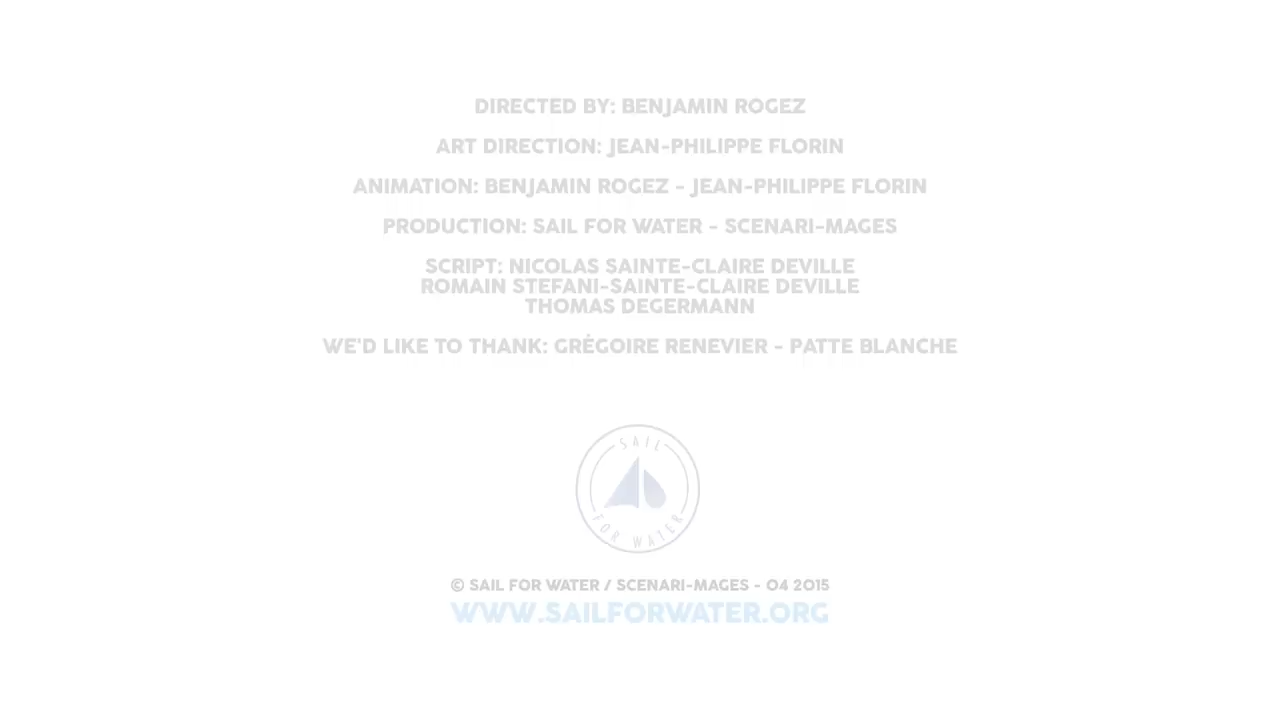 DIRECTED BY: BENJAMIN ROGEZ
ART DIRECTION: JEAN-PHILIPPE FLORIN
ANIMATION: BENJAMIN ROGEZ - JEAN-PHILIPPE FLORIN
PRODUCTION: SAIL FOR WATER - SCENARI-MAGES
SCRIPT: NICOLAS SAINTE-CLAIRE DEVILLE
ROMAIN STEFANI-SAINTE-CLAIRE DEVILLE
THOMAS DEGERMANN
WE'D LIKE TO THANK: GRÉGOIRE RENEVIER - PATTE BLANCHE
SAIL
FOR WATER
© SAIL FOR WATER / SCENARI-MAGES - 04 2015
WWW.SAILFORWATER.ORG